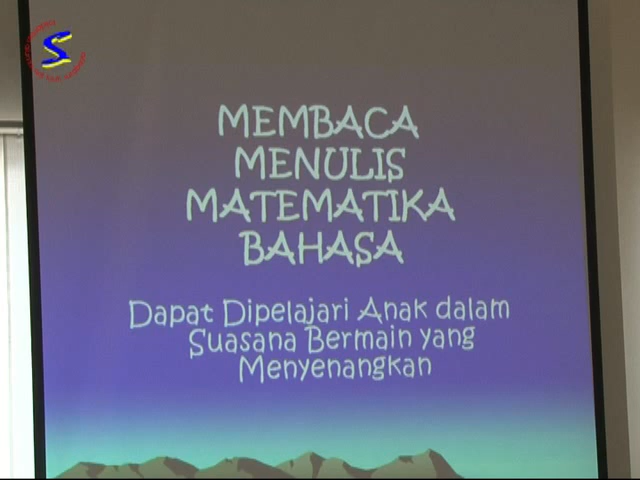 MEMBACA
MENULIS
MATEMATIKA
BAHASA
Dapat Dipelajari Anak dalam
Suasana Bermain yang
Menyenangkan